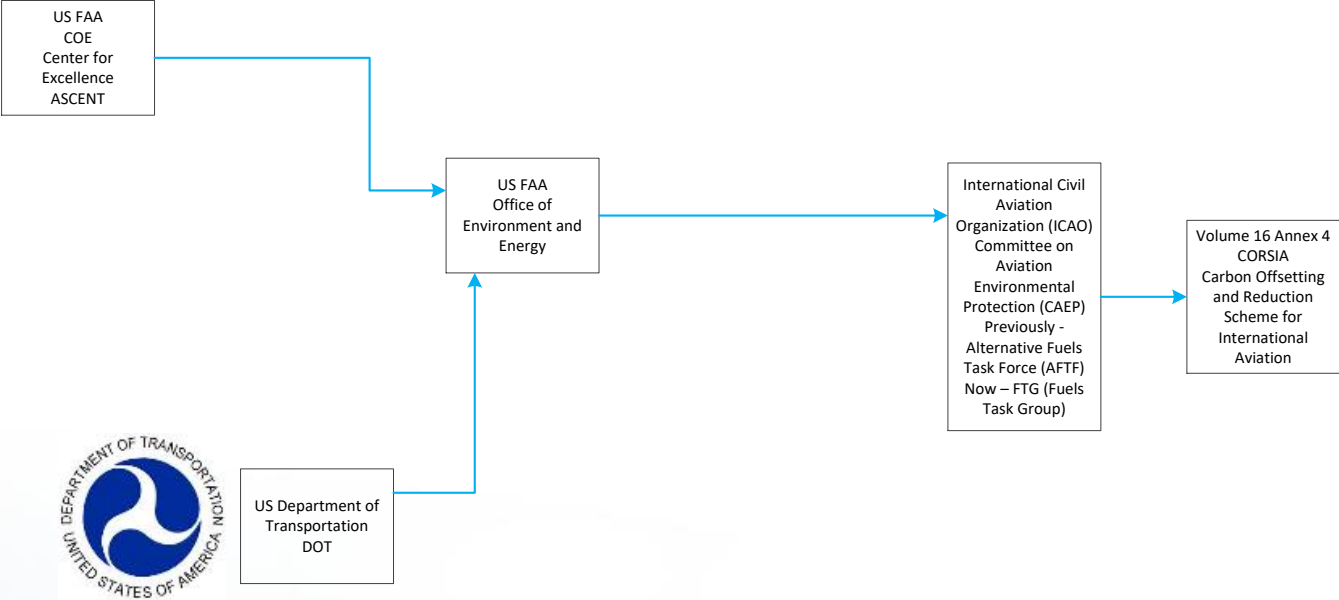 US FAA
COE
Center for
Excellence
ASCENT
US FAA
Office of
Environment and
Energy
International Civil
Aviation
Organization (ICAO)
Committee on
Aviation
Environmental
Protection (CAEP)
Previously -
Alternative Fuels
Task Force (AFTF)
Now – FTG (Fuels
Task Group)
Volume 16 Annex 4
CORSIA
Carbon Offsetting
and Reduction
Scheme for
International
Aviation
DEPARTMENT OF TRANSPORTATION
UNITED STATES OF AMERICA
US Department of
Transportation
DOT